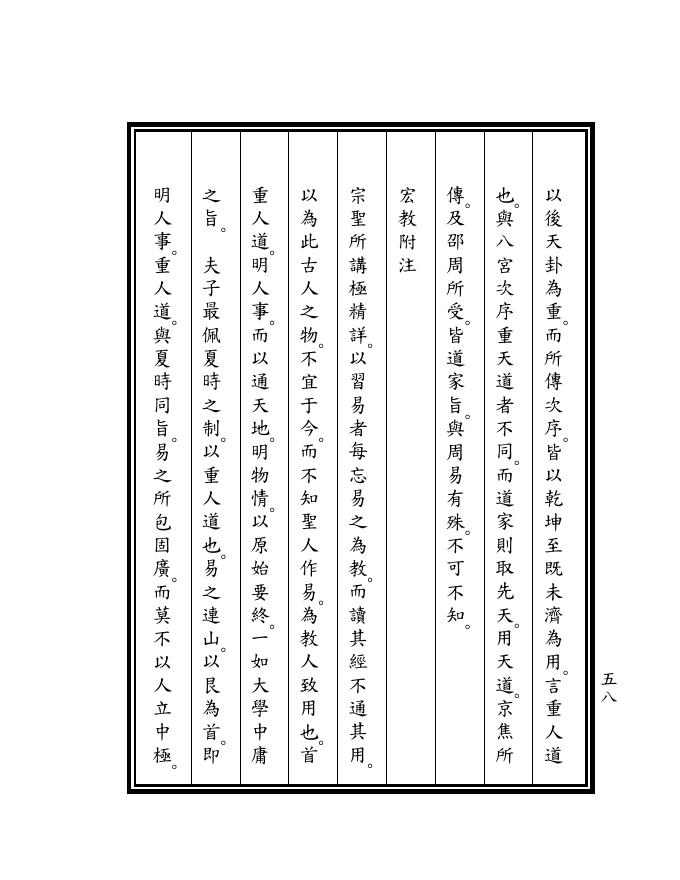 以後天卦為重。而所傳次序。皆以乾坤至既未濟為用。言重人道
也。與八宮次序重天道者不同。而道家則取先天。用天道。京焦所
傳。及邵周所受。皆道家旨。與周易有殊。不可不知。
宏教附注
宗聖所講極精詳。以習易者每忘易之為教。而讀其經不通其用。
以為此古人之物。不宜于今。而不知聖人作易。為教人致用也。首
重人道。明人事。而以通天地。明物情。以原始要終。一如大學中庸
之旨。　夫子最佩夏時之制。以重人道也。易之連山。以艮為首。即
明人事。重人道。與夏時同旨。易之所包固廣。而莫不以人立中極。
五八